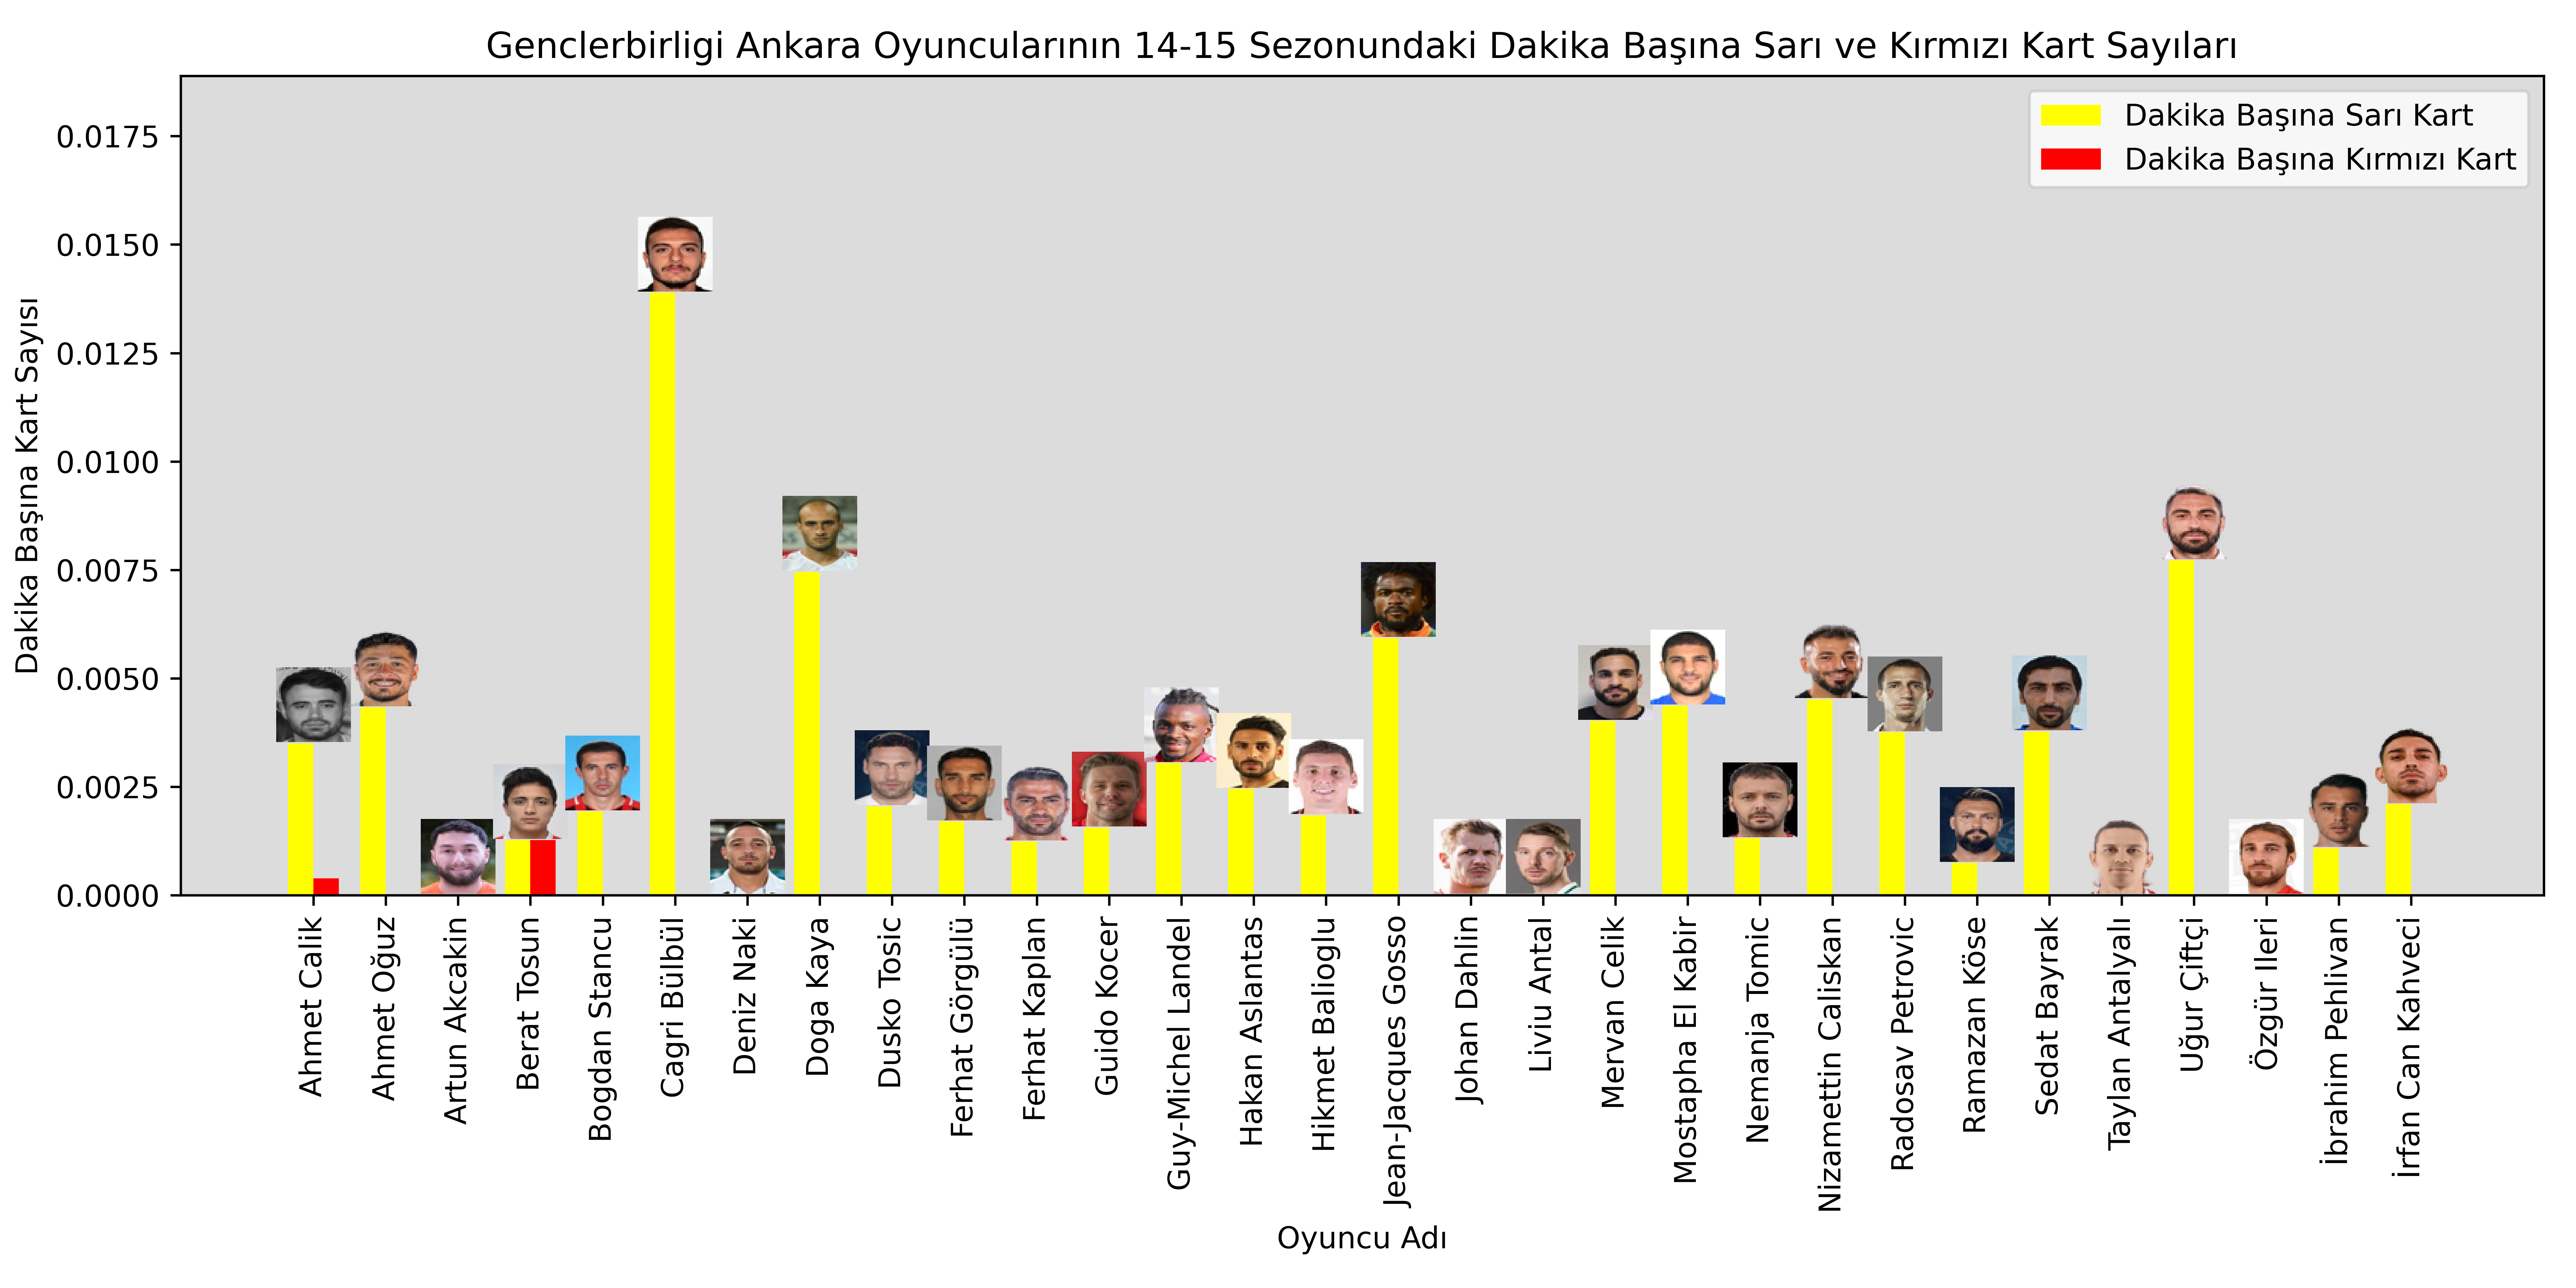 Genclerbirligi Ankara Oyuncularının 14-15 Sezonundaki Dakika Başına Sarı ve Kırmızı Kart Sayıları
Dakika Başına Sarı Kart
Dakika Başına Kırmızı Kart
Dakika Başına Kart Sayısı
0.0175
0.0150
0.0125
0.0100
0.0075
0.0050
0.0025
0.0000
Ahmet Calik
Ahmet Oğuz
Artun Akcakin
Berat Tosun
Bogdan Stancu
Cagri Bülbül
Deniz Naki
Doga Kaya
Dusko Tosic
Ferhat Görgülü
Ferhat Kaplan
Guido Kocer
Guy-Michel Landel
Hakan Aslantas
Hikmet Balioglu
Jean-Jacques Gosso
Johan Dahlin
Liviu Antal
Mervan Celik
Mostapha El Kabir
Nemanja Tomic
Nizamettin Caliskan
Radosav Petrovic
Ramazan Köse
Sedat Bayrak
Taylan Antalyalı
Uğur Çiftçi
Özgür Ileri
İbrahim Pehlivan
İrfan Can Kahveci
Oyuncu Adı